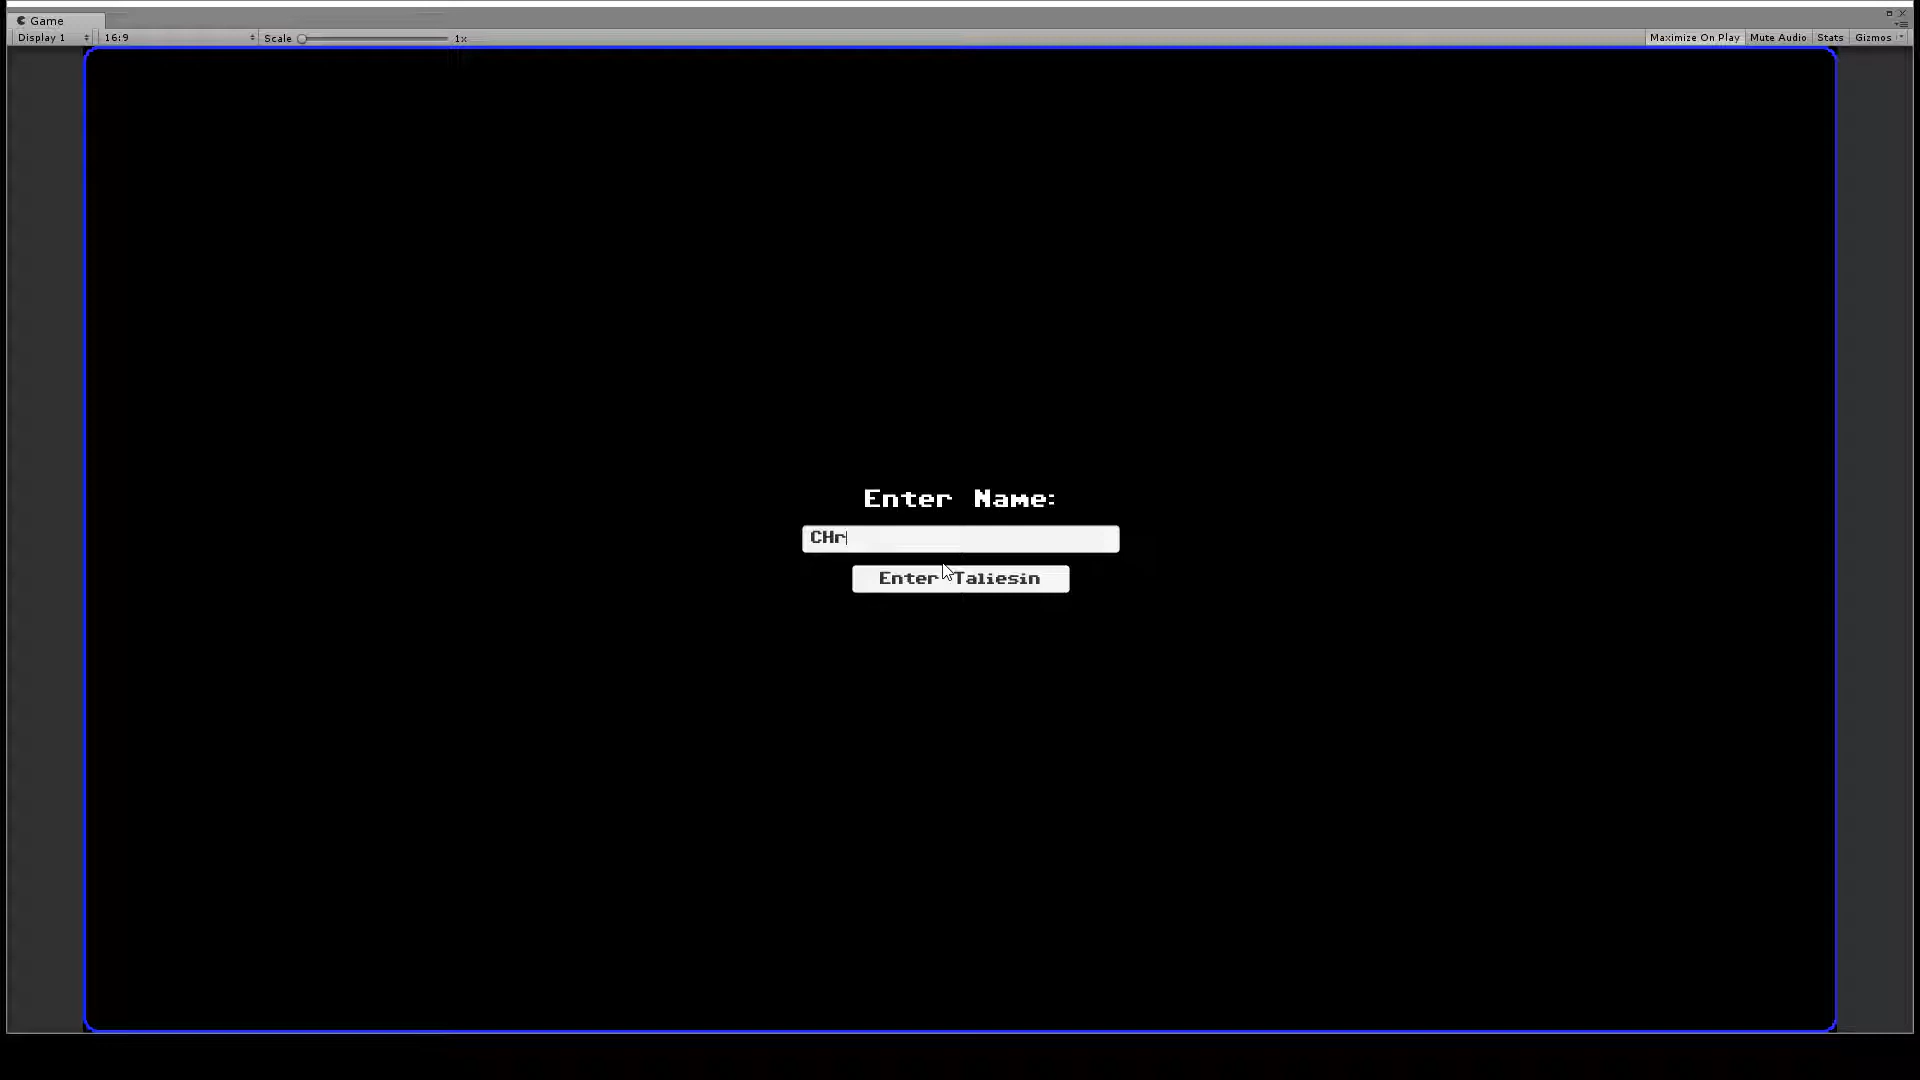 Game
Display 1 16:9 Scale 1x Maximize On Play Mute Audio Stats Gizmos
Enter Name:
CHr
Enter Taliesin